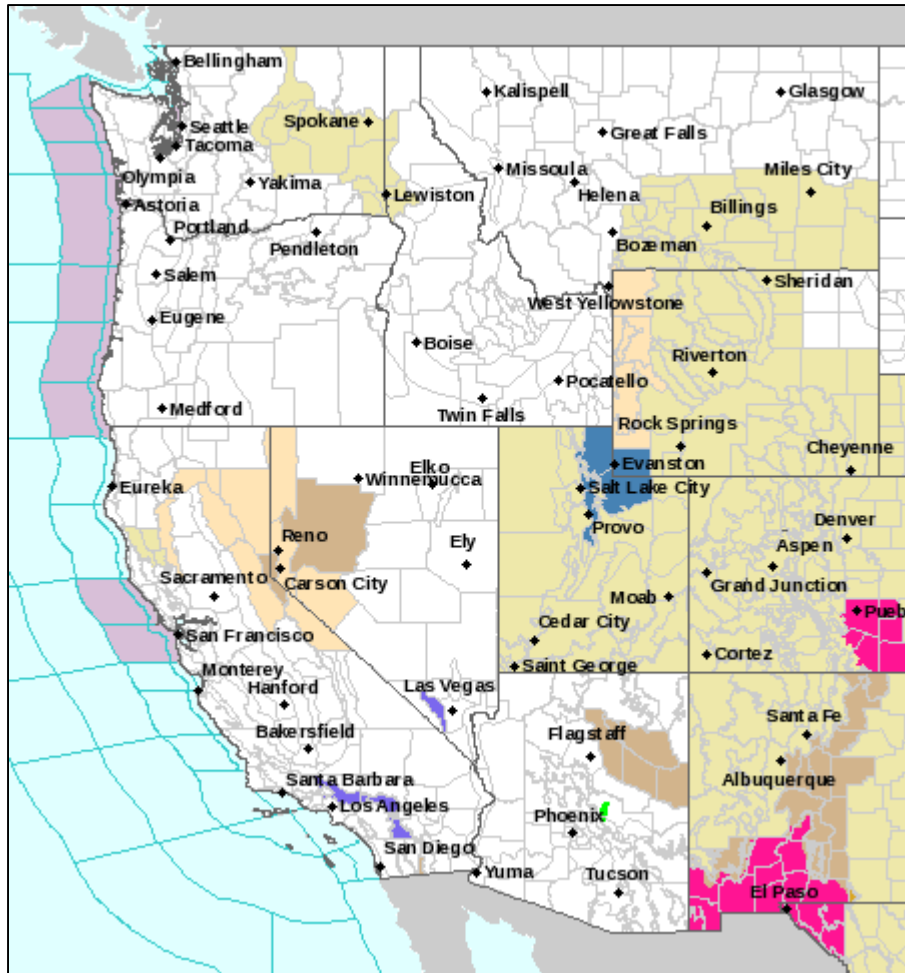 Bellingham
Kalispell
Glasgow
Spokane
Seattle
Great Falls
Tacoma
Missoula
Miles City
Olympia
Yakima
Lewiston
Helena
Astoria
Billings
Portland
Pendleton
Bozeman
Salem
Sheridan
West Yellowstone
Eugene
Boise
Riverton
Pocatello
Medford
Twin Falls
Rock Springs
Cheyenne
Elko
Evanston
Eureka
Winnemucca
Salt Lake City
Provo
Denver
Reno
Ely
Aspen
Sacramento
Carson City
Grand Junction
Moab
Pueb
Cedar City
San Francisco
Cortez
Saint George
Monterey
Hanford
Las Vegas
Santa Fe
Flagstaff
Bakersfield
Albuquerque
Santa Barbara
Los Angeles
Phoenix
San Diego
Yuma
Tucson
El Paso